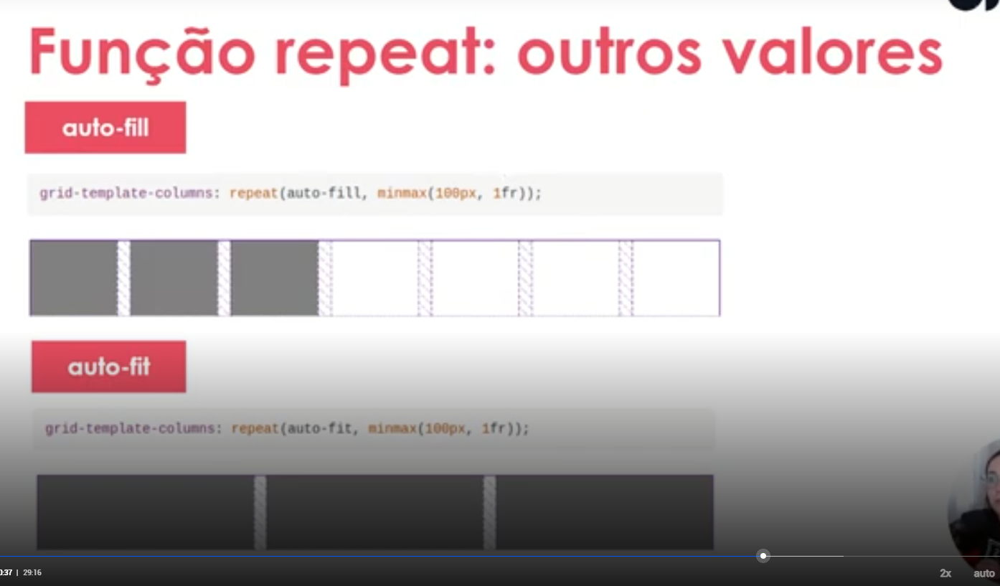 Função repeat: outros valores
auto-fill
grid-template-columns: repeat(auto-fill, minmax(100px, 1fr));
auto-fit
grid-template-columns: repeat(auto-fit, minmax(100px, 1fr));
:37 | 29:16
2x auto